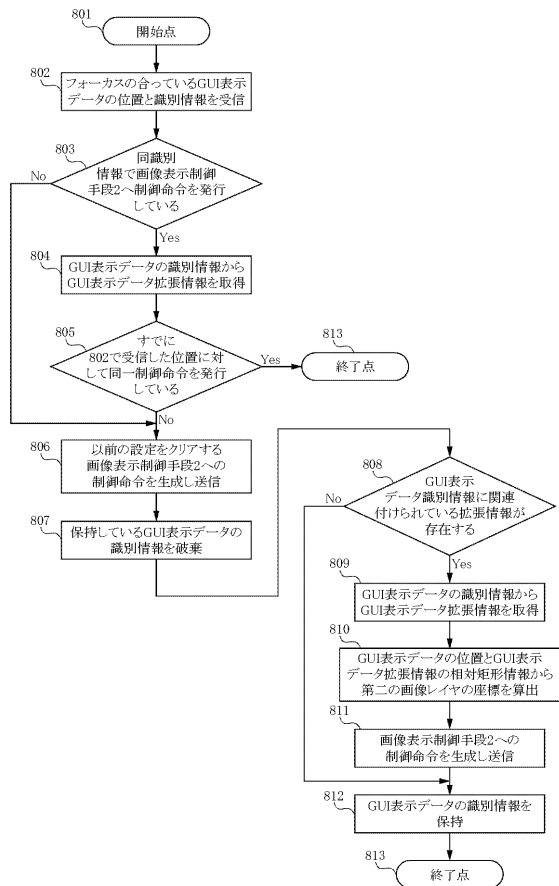 801
開始点
802
フォーカスの合っているGUI表示
データの位置と識別情報を受信
803
同識別
情報で画像表示制御
手段2へ制御命令を発行
している
No
Yes
804
GUI表示データの識別情報から
GUI表示データ拡張情報を取得
805
すでに
802で受信した位置に対
して同一制御命令を発行
している
Yes
813
終了点
No
806
以前の設定をクリアする
画像表示制御手段2への
制御命令を生成し送信
807
保持しているGUI表示データの
識別情報を破棄
808
GUI表示
データ識別情報に関連
付けられている拡張情報が
存在する
No
Yes
809
GUI表示データの識別情報から
GUI表示データ拡張情報を取得
810
GUI表示データの位置とGUI表示
データ拡張情報の相対矩形情報から
第二の画像レイヤの座標を算出
811
画像表示制御手段2への
制御命令を生成し送信
812
GUI表示データの識別情報を
保持
813
終了点